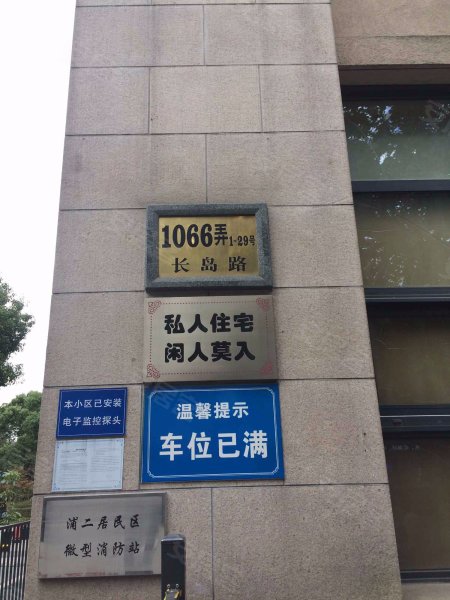 1066弄1-29号
长岛路
私人住宅
闲人莫入
本小区已安装
电子监控探头
温馨提示
车位已满
浦二居民区
微型消防站